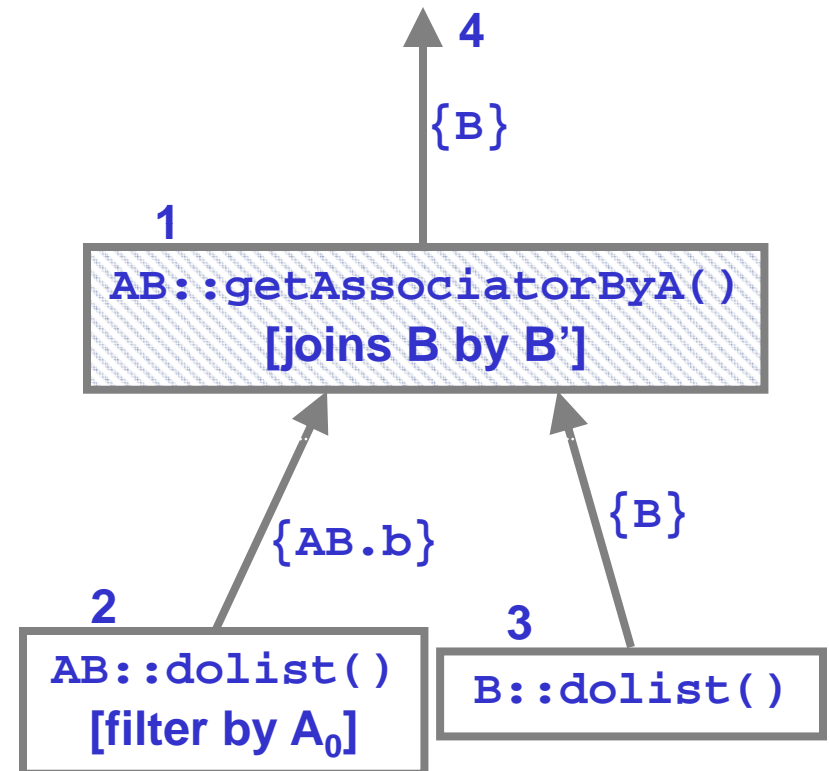 4
{B}
1
AB::getAssociatorByA()
[joins B by B’]
{AB.b}
{B}
2
3
AB::dolist()
[filter by A₀]
B::dolist()